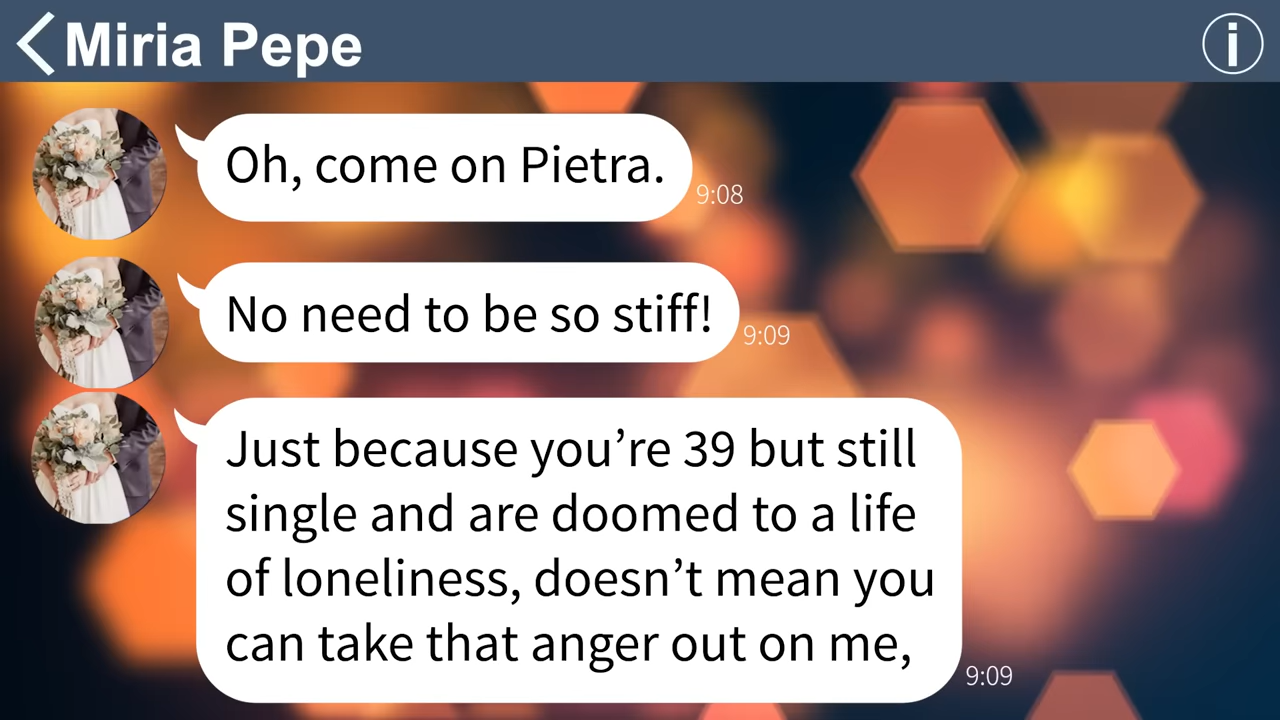 Miria Pepe
Oh, come on Pietra.
9:08
No need to be so stiff!
9:09
Just because you’re 39 but still
single and are doomed to a life
of loneliness, doesn’t mean you
can take that anger out on me,
9:09